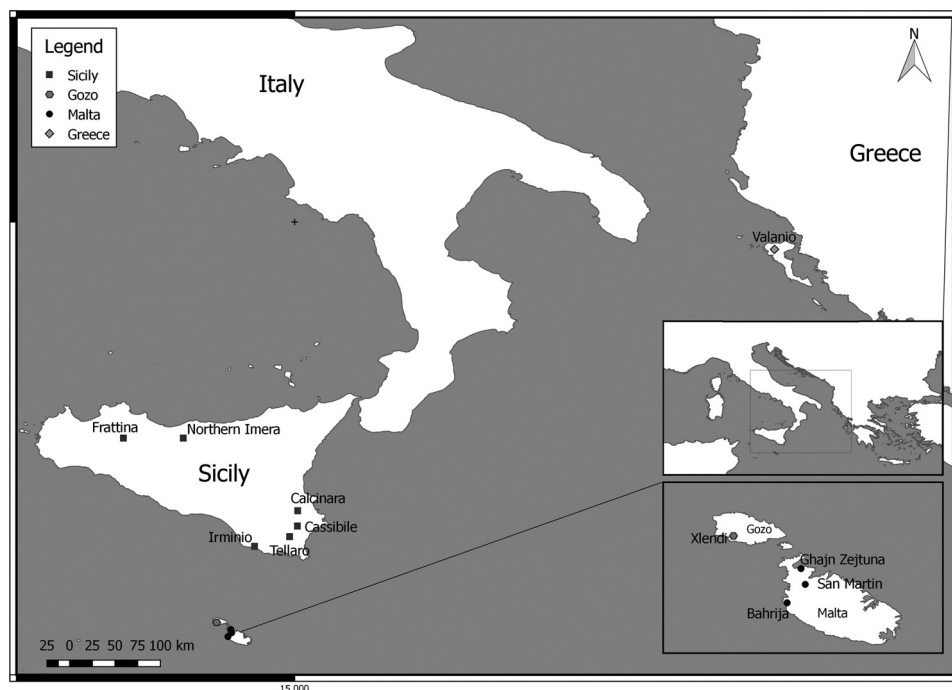 Legend
Sicily
Gozo
Malta
Greece
Italy
N
Greece
Valanio
Frattina
Northern Imera
Sicily
Calcinara
Cassibile
Irminio
Tellaro
Gozo
Xlendi
Ghajn Zejtuna
San Martin
Bahrija
Malta
25 0 25 50 75 100 km
15.000